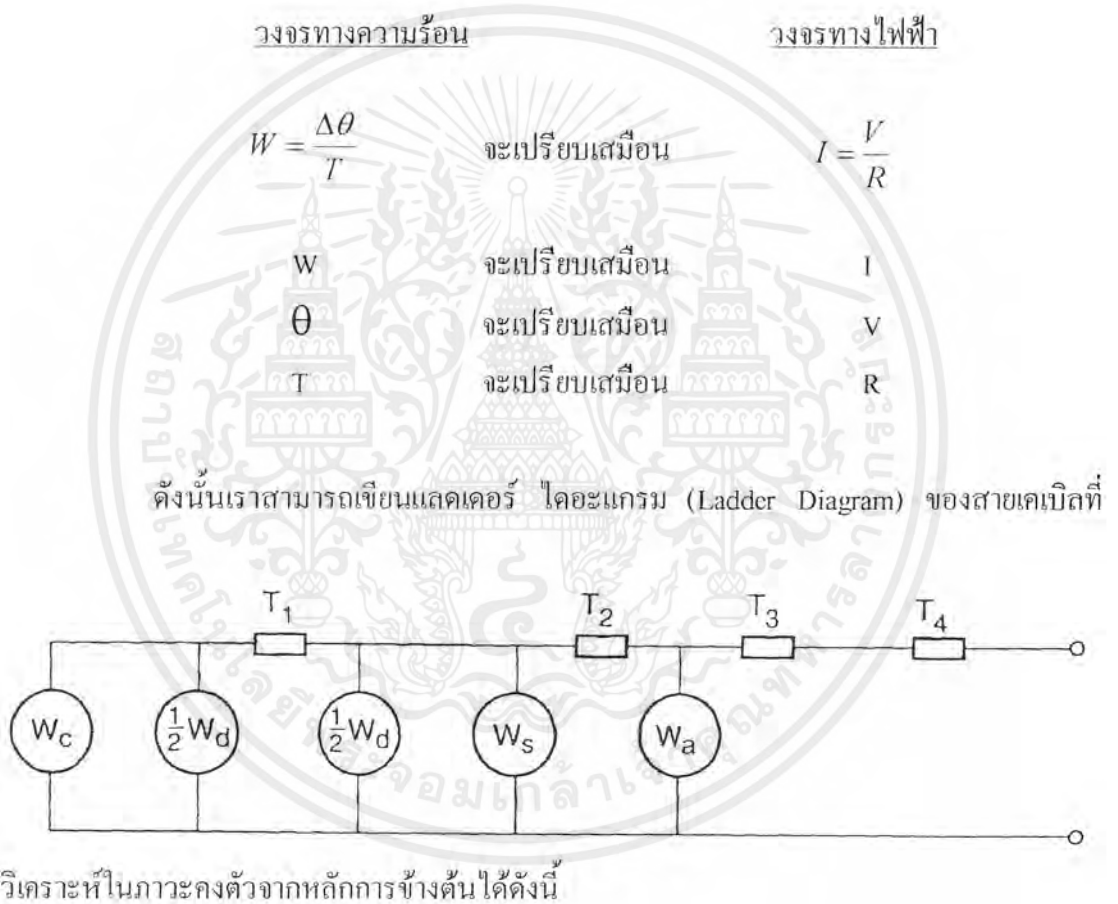 วงจรทางความร้อน วงจรทางไฟฟ้า
W = Δθ/T จะเปรียบเสมือน I = V/R
W จะเปรียบเสมือน I
θ จะเปรียบเสมือน V
T จะเปรียบเสมือน R
ดังนั้นเราสามารถเขียนแลดเดอร์ ไดอะแกรม (Ladder Diagram) ของสายเคเบิลที่
T₁ T₂ T₃ T₄
W_c ½W_d ½W_d W_s W_a
วิเคราะห์ในภาวะคงตัวจากหลักการข้างต้นได้ดังนี้